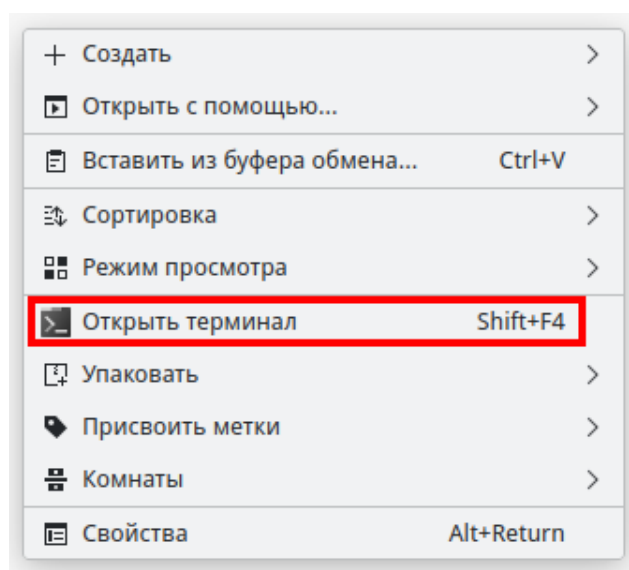 Создать
Открыть с помощью...
Вставить из буфера обмена... Ctrl+V
Сортировка
Режим просмотра
Открыть терминал Shift+F4
Упаковать
Присвоить метки
Комнаты
Свойства Alt+Return